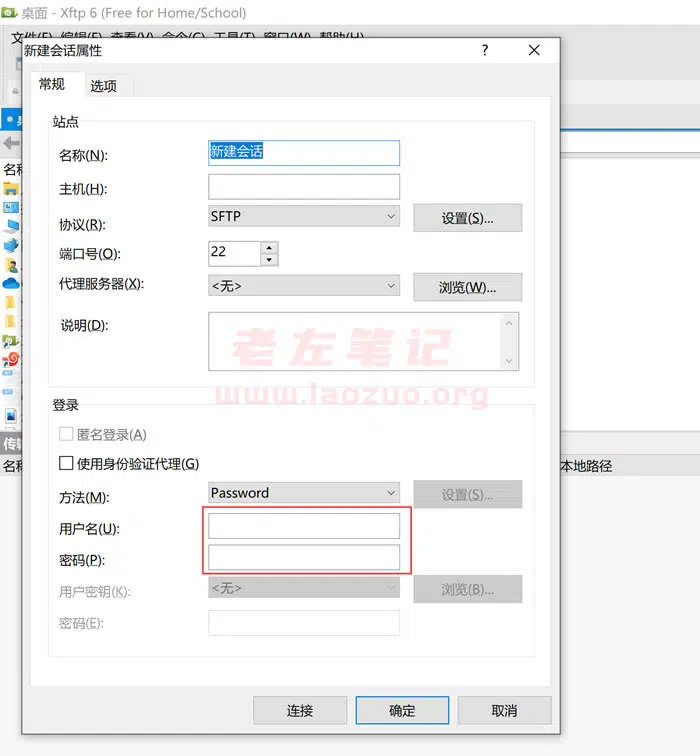 桌面 - Xftp 6 (Free for Home/School)
文件(F) 编辑(E) 查看(V) 命令(C) 工具(T) 窗口(W) 帮助(H)
新建会话属性 ?
常规 选项
站点
名称(N): 新建会话
主机(H):
协议(R): SFTP 设置(S)...
端口号(O): 22
代理服务器(X): <无> 浏览(W)...
说明(D):
老左笔记
www.laozuo.org
登录
匿名登录(A)
使用身份验证代理(G)
方法(M): Password 设置(S)...
用户名(U):
密码(P):
用户密钥(K): <无> 浏览(B)...
密码(E):
连接 确定 取消
名称
传输
名称
本地路径